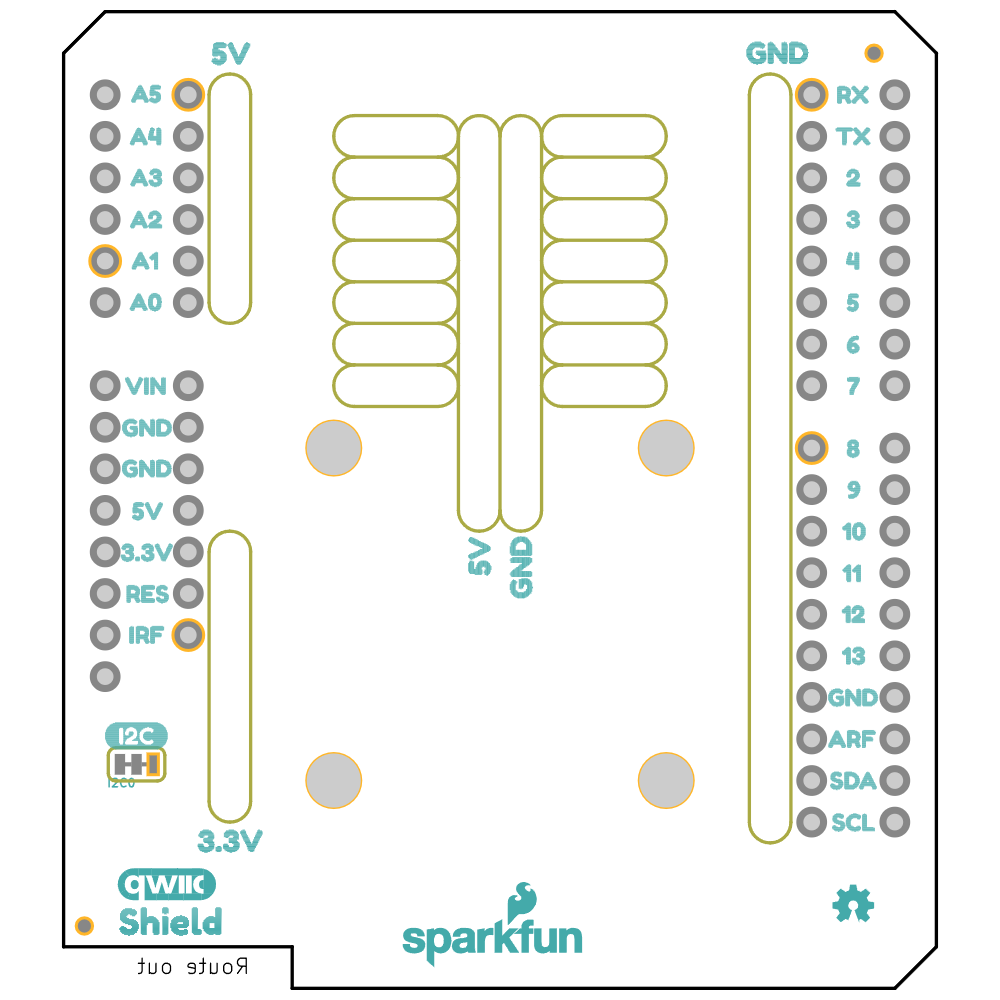 5V
GND
A5
A4
A3
A2
A1
A0
VIN
GND
GND
5V
3.3V
RES
IRF
I2C
I2C0
3.3V
5V
GND
RX
TX
2
3
4
5
6
7
8
9
10
11
12
13
GND
ARF
SDA
SCL
qwiic
Shield
sparkfun
Route out